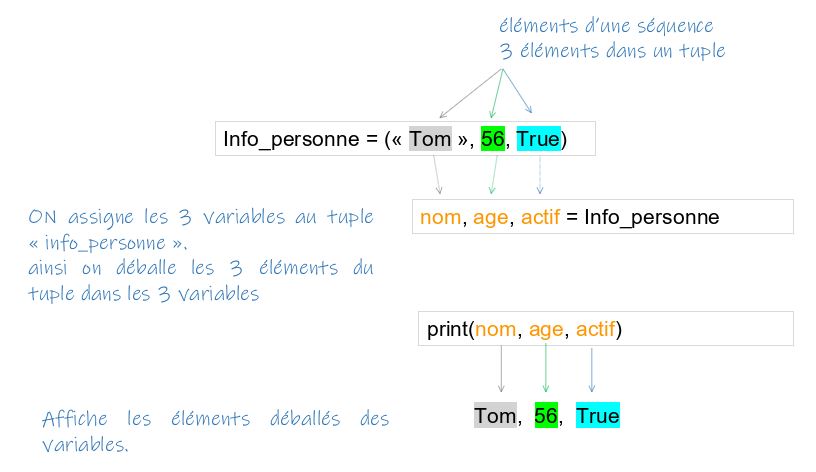 éléments d'une séquence
3 éléments dans un tuple
Info_personne = (« Tom », 56, True)
ON assigne les 3 variables au tuple
« info_personne ».
ainsi on déballe les 3 éléments du
tuple dans les 3 variables
nom, age, actif = Info_personne
print(nom, age, actif)
Affiche les éléments déballés des
variables.
Tom, 56, True